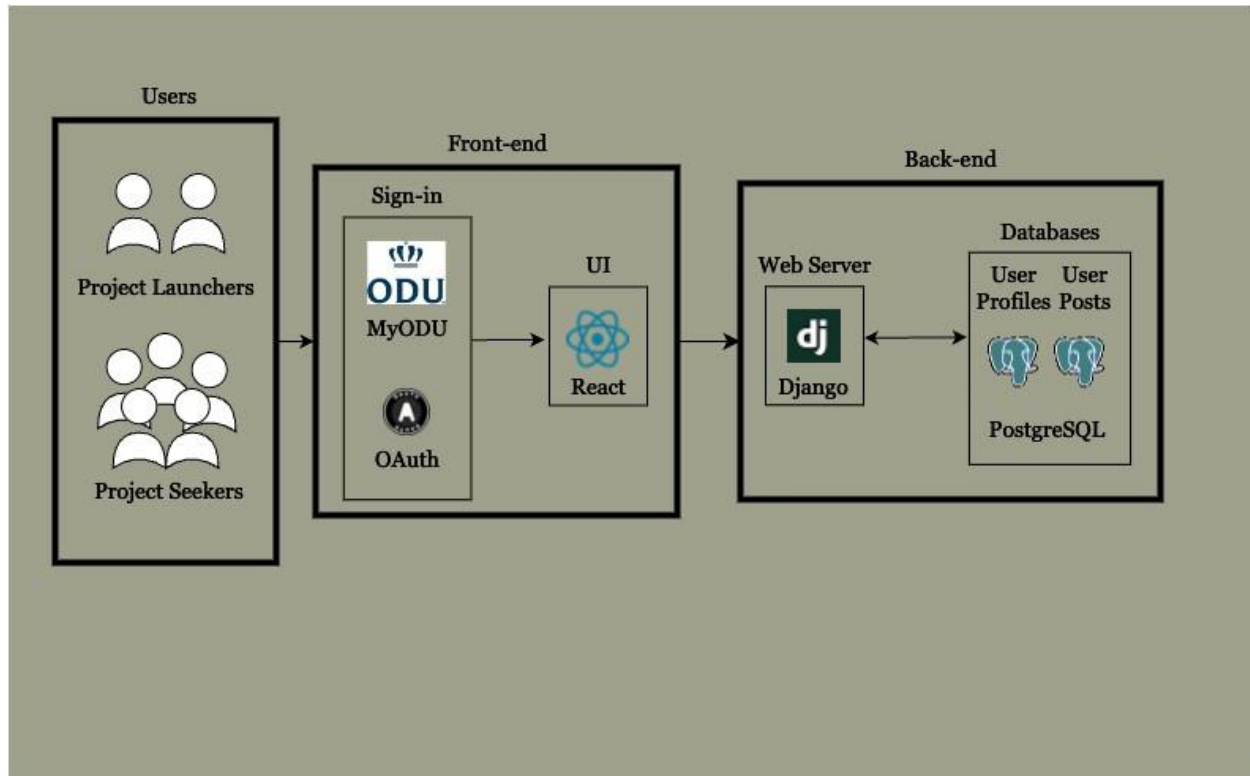 Users
Project Launchers
Project Seekers
Front-end
Sign-in
ODU
MyODU
A
OAuth
UI
React
Back-end
Web Server
dj
Django
Databases
User Profiles
User Posts
PostgreSQL